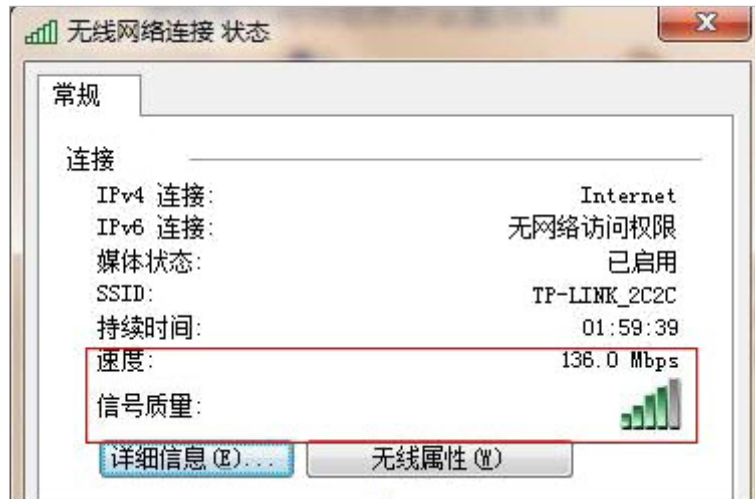 无线网络连接 状态
常规
连接
IPv4 连接: Internet
IPv6 连接: 无网络访问权限
媒体状态: 已启用
SSID: TP-LINK_2C2C
持续时间: 01:59:39
速度: 136.0 Mbps
信号质量:
详细信息(E)... 无线属性(W)